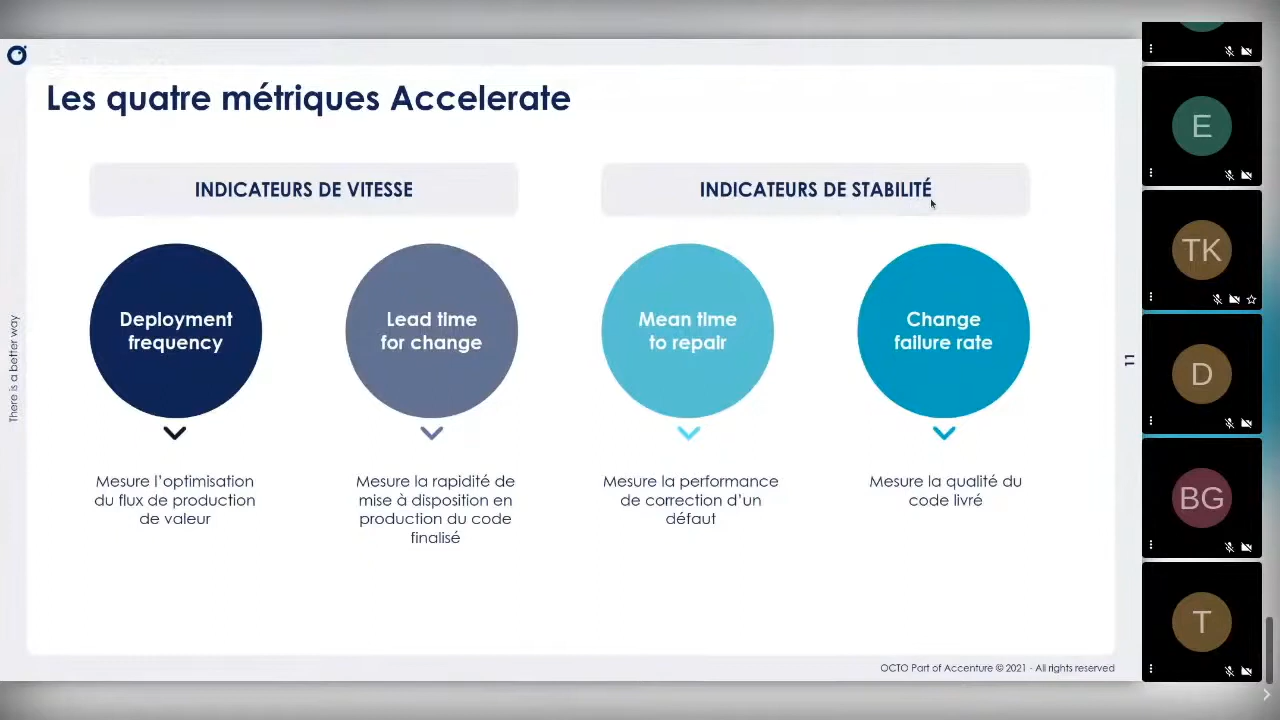 Les quatre métriques Accelerate
INDICATEURS DE VITESSE
INDICATEURS DE STABILITÉ
Deployment
frequency
Lead time
for change
Mean time
to repair
Change
failure rate
Mesure l'optimisation
du flux de production
de valeur
Mesure la rapidité de
mise à disposition en
production du code
finalisé
Mesure la performance
de correction d'un
défaut
Mesure la qualité du
code livré
There is a better way
11
OCTO Part of Accenture © 2021 - All rights reserved
E
TK
D
BG
T